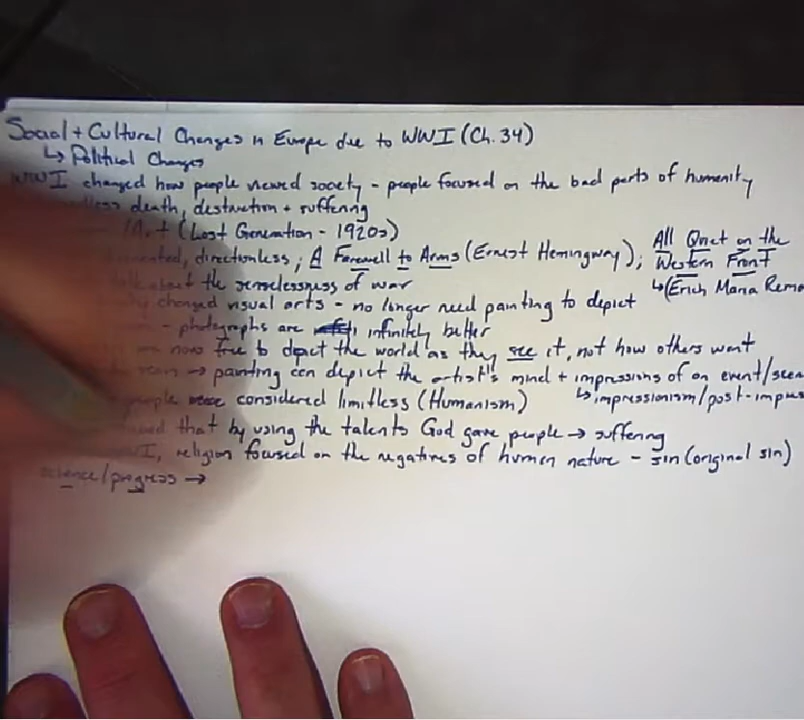 Social + Cultural Changes in Europe due to WWI (Ch. 34)
↳ Political Changes
WWI changed how people viewed society - people focused on the bad parts of humanity
death, destruction + suffering
(Lost Generation - 1920s)
directionless; A Farewell to Arms (Ernest Hemingway); All Quiet on the Western Front
↳ (Erich Maria Rema
about the senselessness of war
changed visual arts - no longer need painting to depict
- photographs are infinitely better
now free to depict the world as they see it, not how others want
→ painting can depict the artist's mind + impressions of an event/scen
↳ impressionism/post-impres
people were considered limitless (Humanism)
that by using the talents God gave people → suffering
religion focused on the negatives of human nature - sin (original sin)
science/progress →